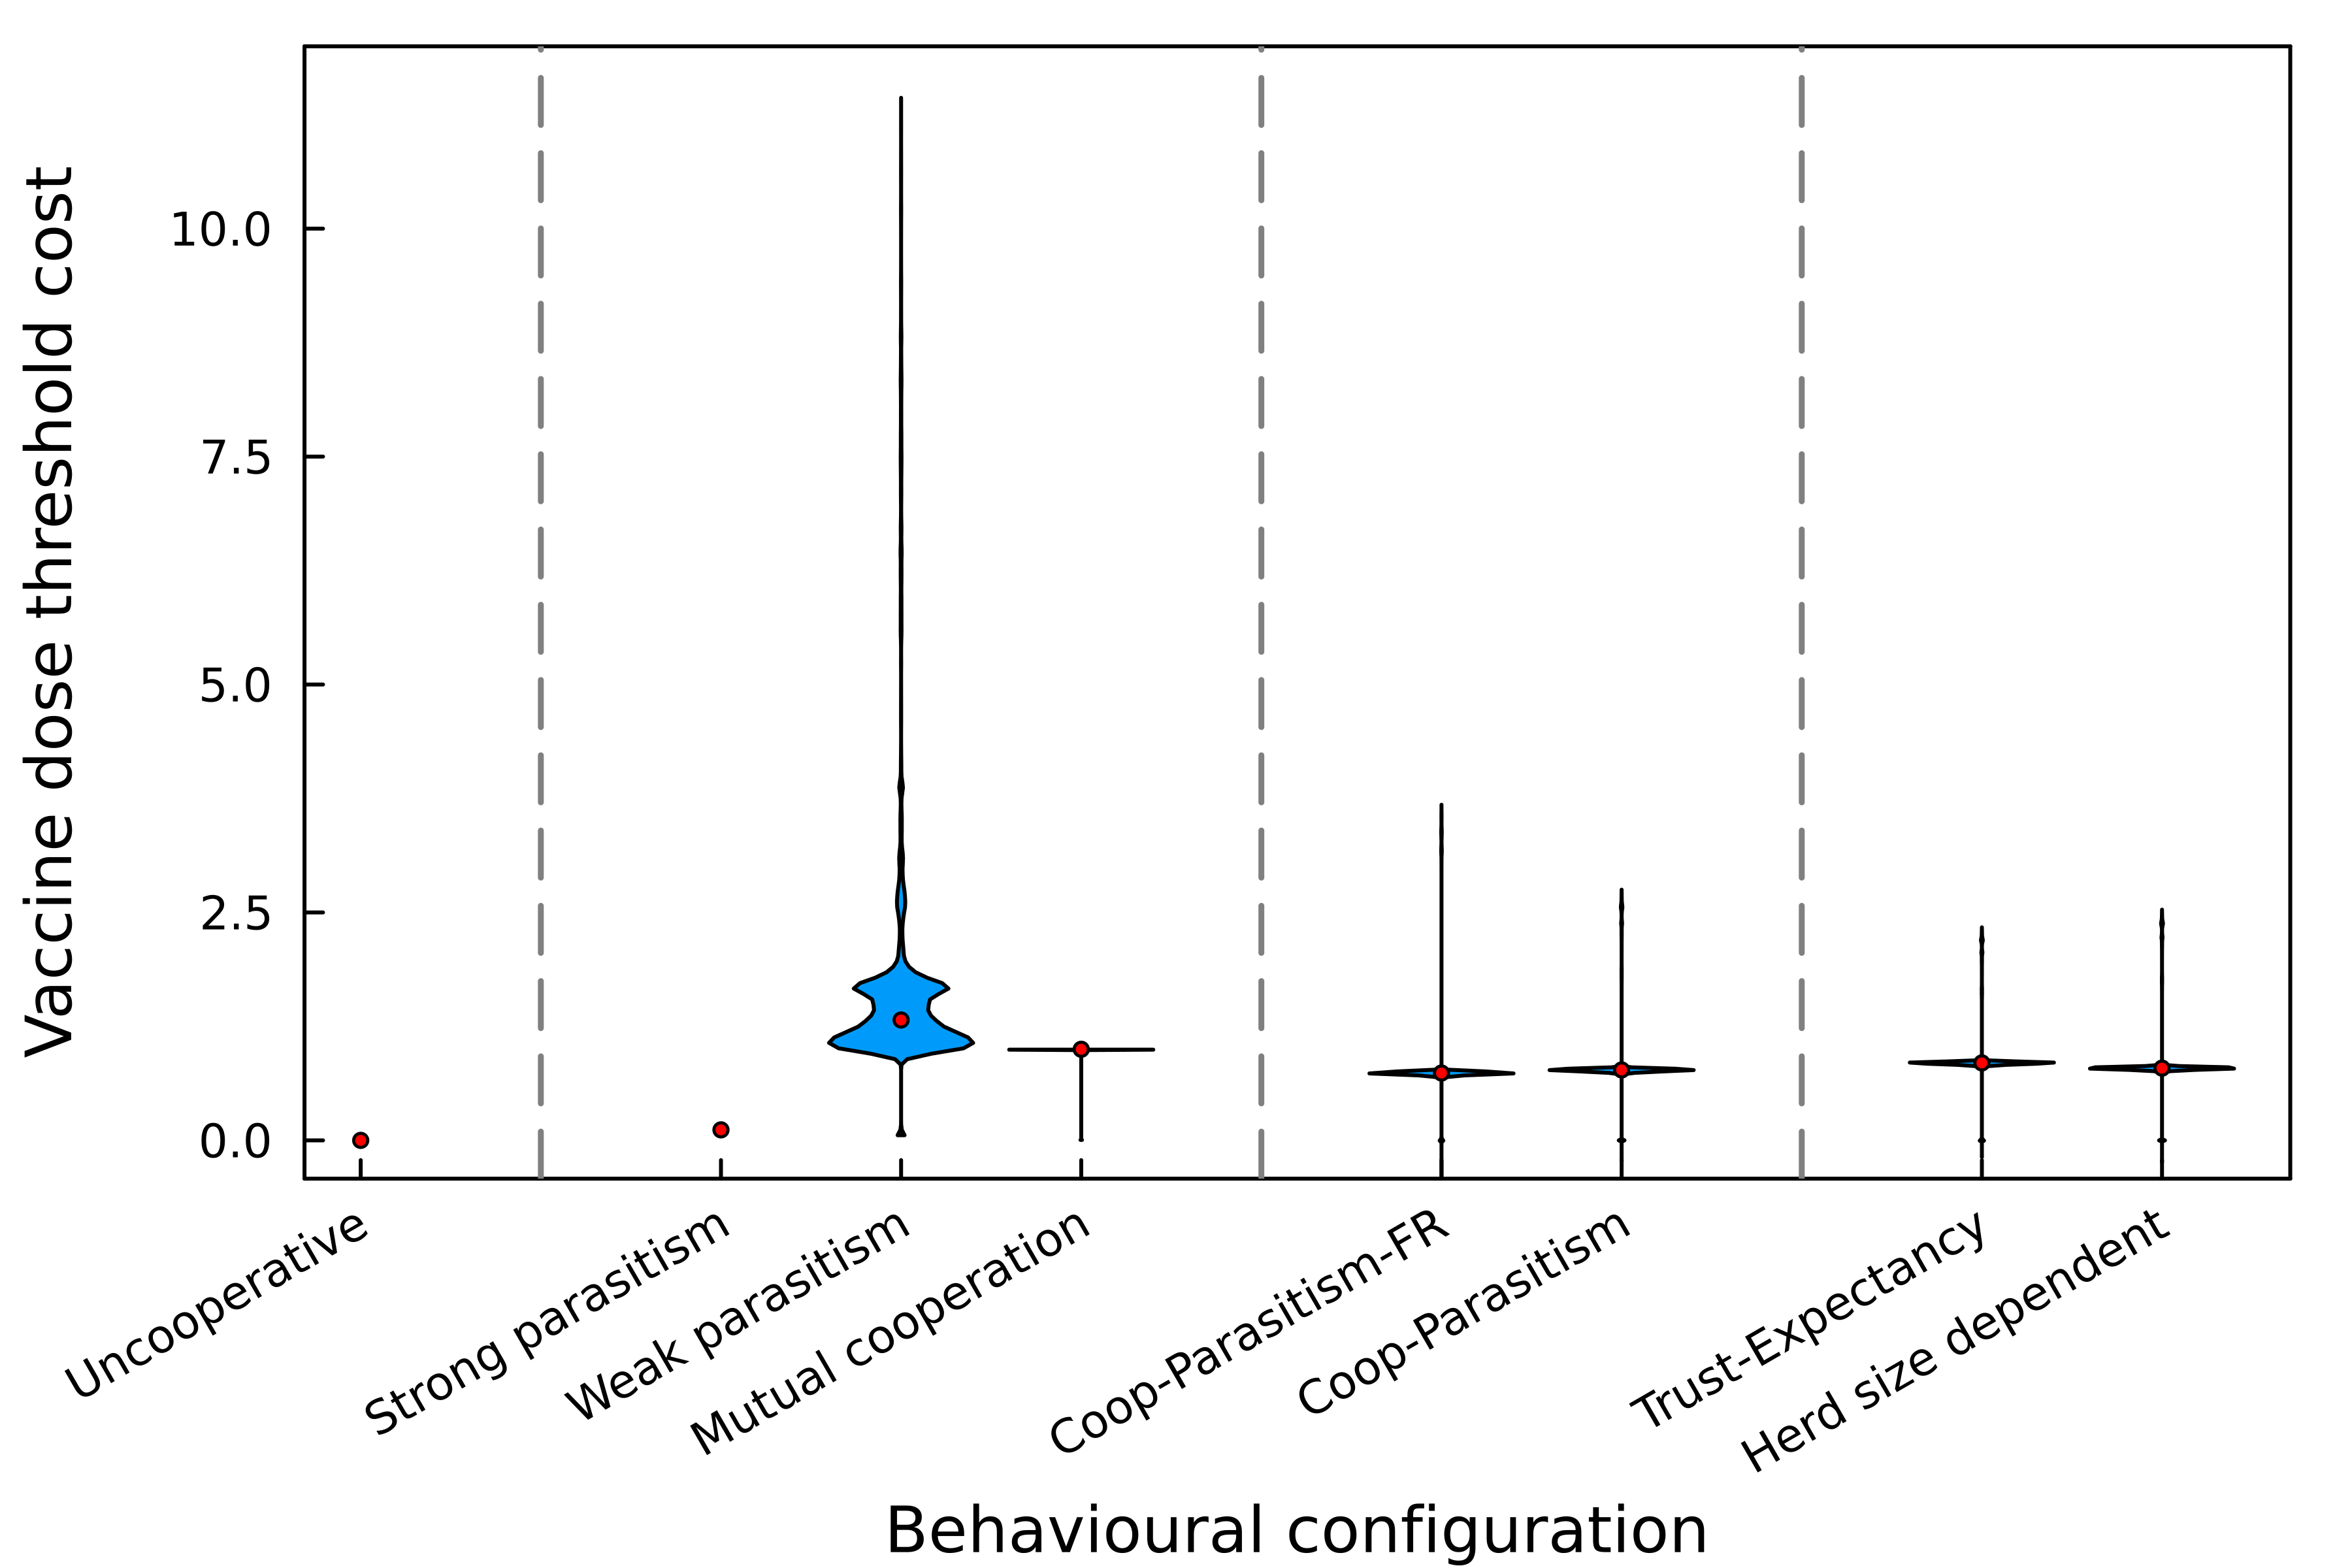 Vaccine dose threshold cost
10.0
7.5
5.0
2.5
0.0
Uncooperative
Strong parasitism
Weak parasitism
Mutual cooperation
Coop-Parasitism-FR
Coop-Parasitism
Trust-Expectancy
Herd size dependent
Behavioural configuration